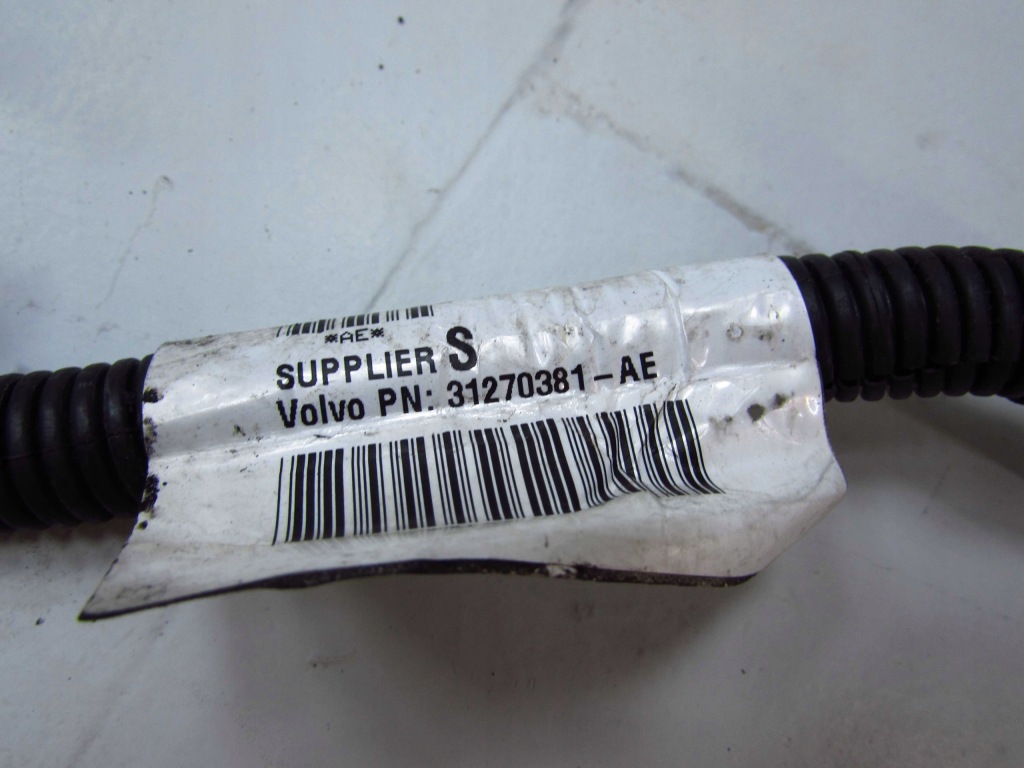 *AE*
SUPPLIER S
Volvo PN: 31270381-AE